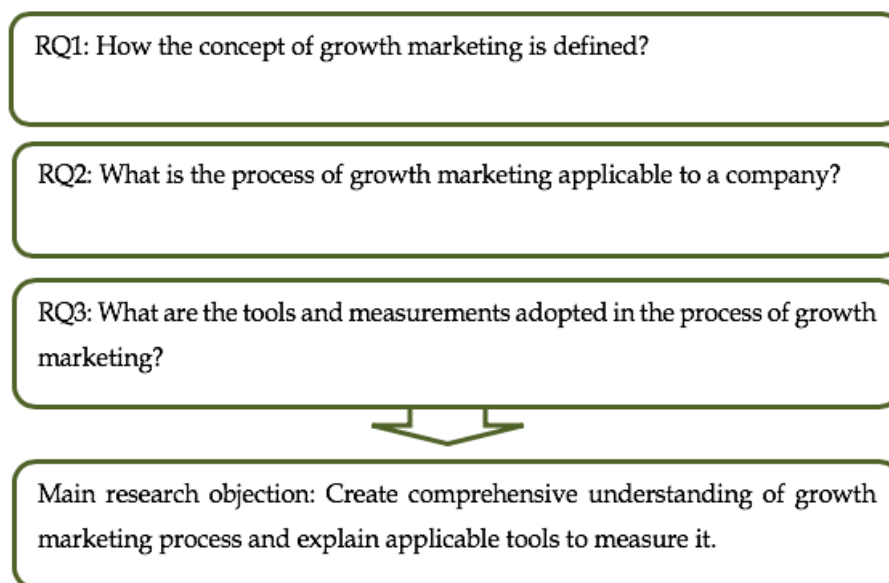 RQ1: How the concept of growth marketing is defined?
RQ2: What is the process of growth marketing applicable to a company?
RQ3: What are the tools and measurements adopted in the process of growth
marketing?
Main research objection: Create comprehensive understanding of growth
marketing process and explain applicable tools to measure it.